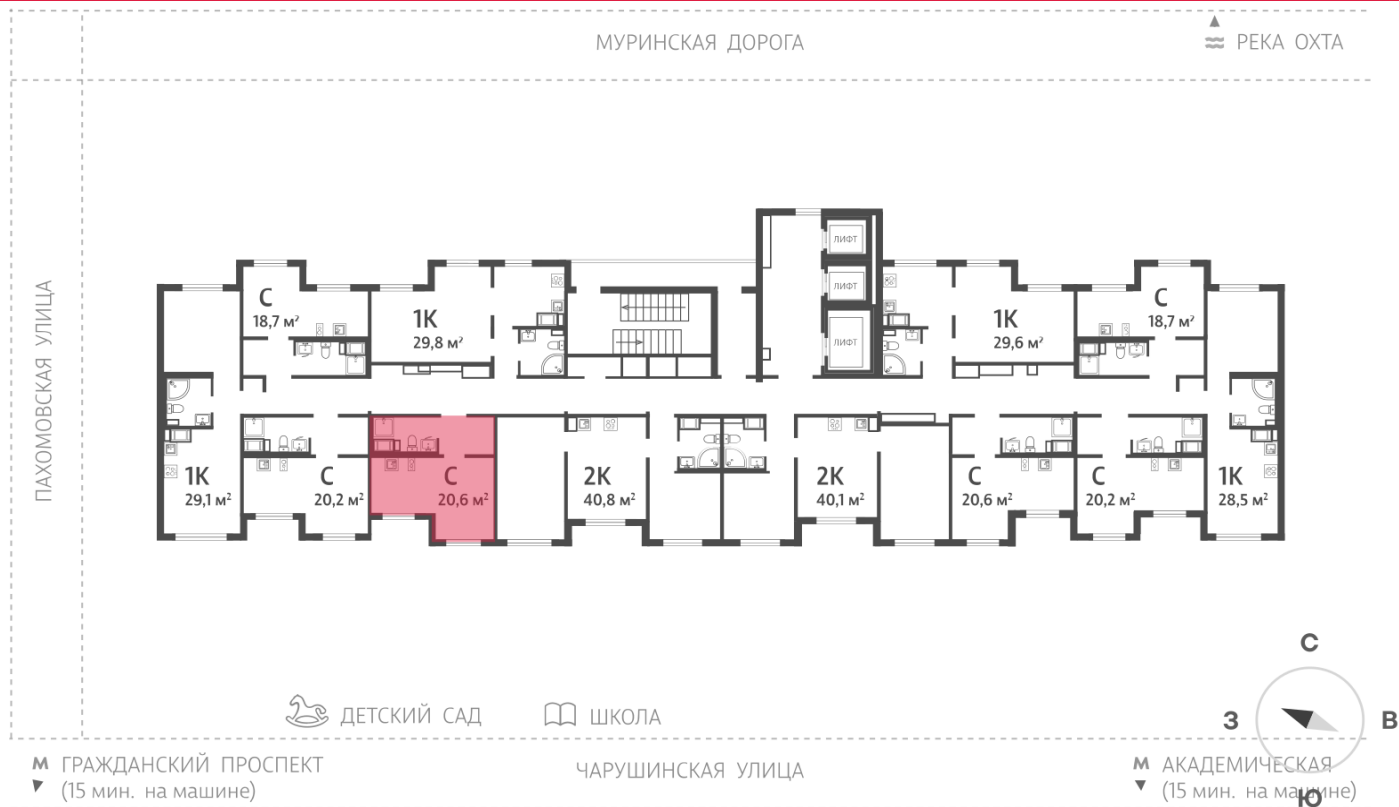 МУРИНСКАЯ ДОРОГА
РЕКА ОХТА
ПАХОМОВСКАЯ УЛИЦА
ЛИФТ
ЛИФТ
ЛИФТ
С
18,7 м²
1К
29,8 м²
1К
29,6 м²
С
18,7 м²
1К
29,1 м²
С
20,2 м²
С
20,6 м²
2К
40,8 м²
2К
40,1 м²
С
20,6 м²
С
20,2 м²
1К
28,5 м²
С
З
В
Ю
ДЕТСКИЙ САД
ШКОЛА
М ГРАЖДАНСКИЙ ПРОСПЕКТ
(15 мин. на машине)
ЧАРУШИНСКАЯ УЛИЦА
М АКАДЕМИЧЕСКАЯ
(15 мин. на машине)